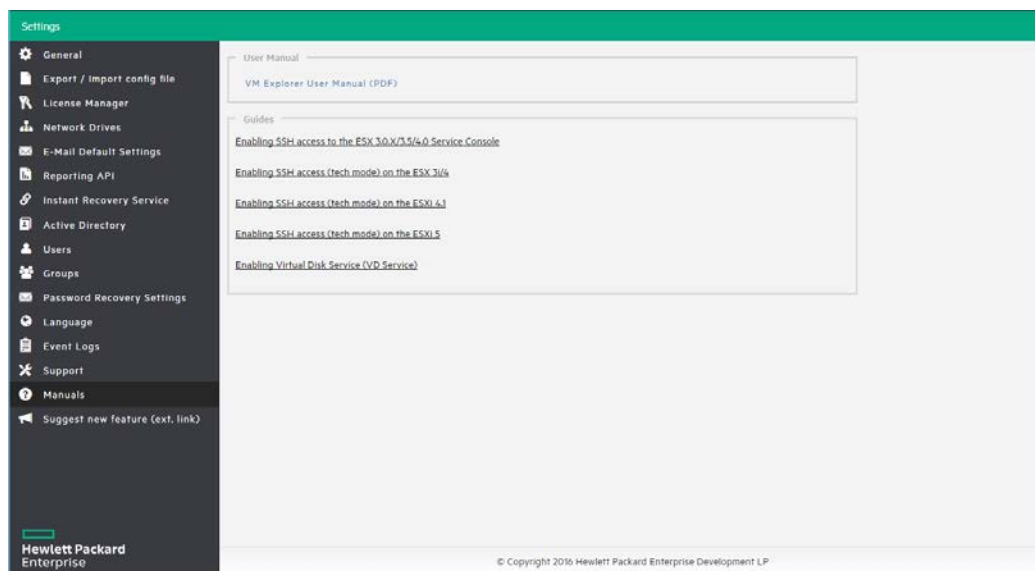 Settings
General
Export / Import config file
License Manager
Network Drives
E-Mail Default Settings
Reporting API
Instant Recovery Service
Active Directory
Users
Groups
Password Recovery Settings
Language
Event Logs
Support
Manuals
Suggest new feature (ext. link)
Hewlett Packard
Enterprise
User Manual
VM Explorer User Manual (PDF)
Guides
Enabling SSH access to the ESX 3.0.X/3.5/4.0 Service Console
Enabling SSH access (tech mode) on the ESX 3i/4
Enabling SSH access (tech mode) on the ESXi 4.1
Enabling SSH access (tech mode) on the ESXi 5
Enabling Virtual Disk Service (VD Service)
© Copyright 2016 Hewlett Packard Enterprise Development LP